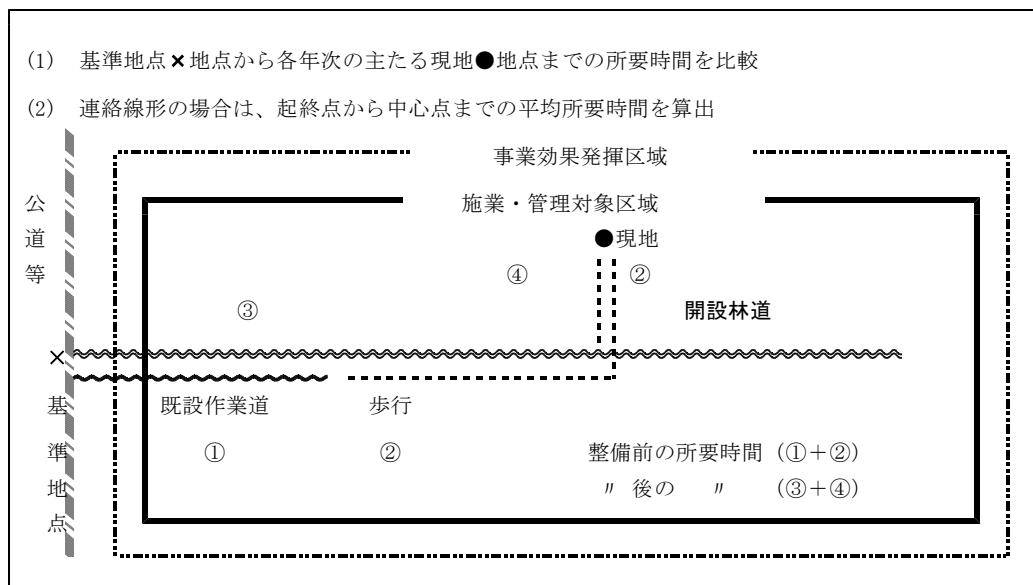 (1) 基準地点×地点から各年次の主たる現地●地点までの所要時間を比較
(2) 連絡線形の場合は、起終点から中心点までの平均所要時間を算出
事業効果発揮区域
施業・管理対象区域
公道等
●現地
④
②
③
開設林道
×
基準地点
既設作業道
歩行
①
②
整備前の所要時間(①+②)
〃 後の 〃 (③+④)